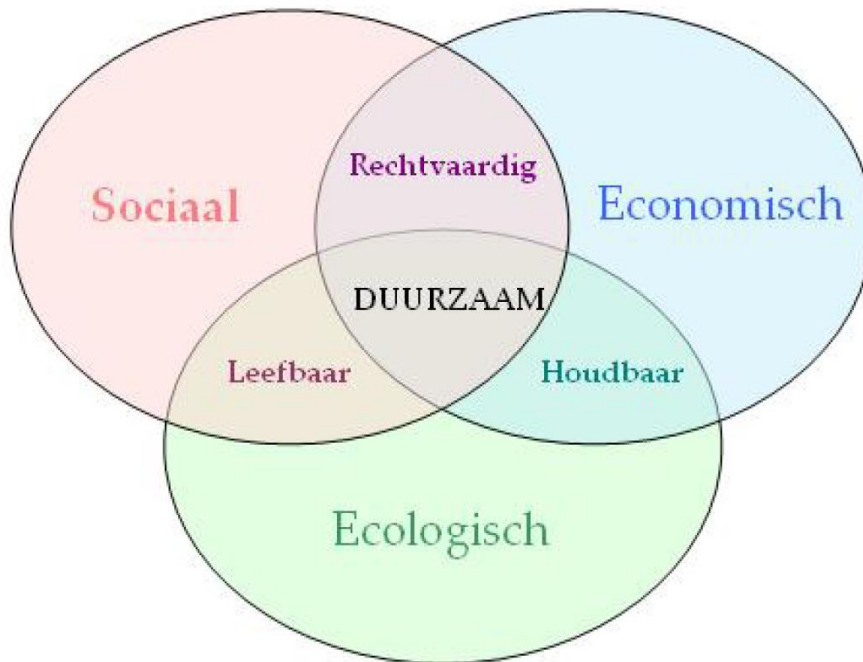 Rechtvaardig
Sociaal
Economisch
DUURZAAM
Leefbaar
Houdbaar
Ecologisch